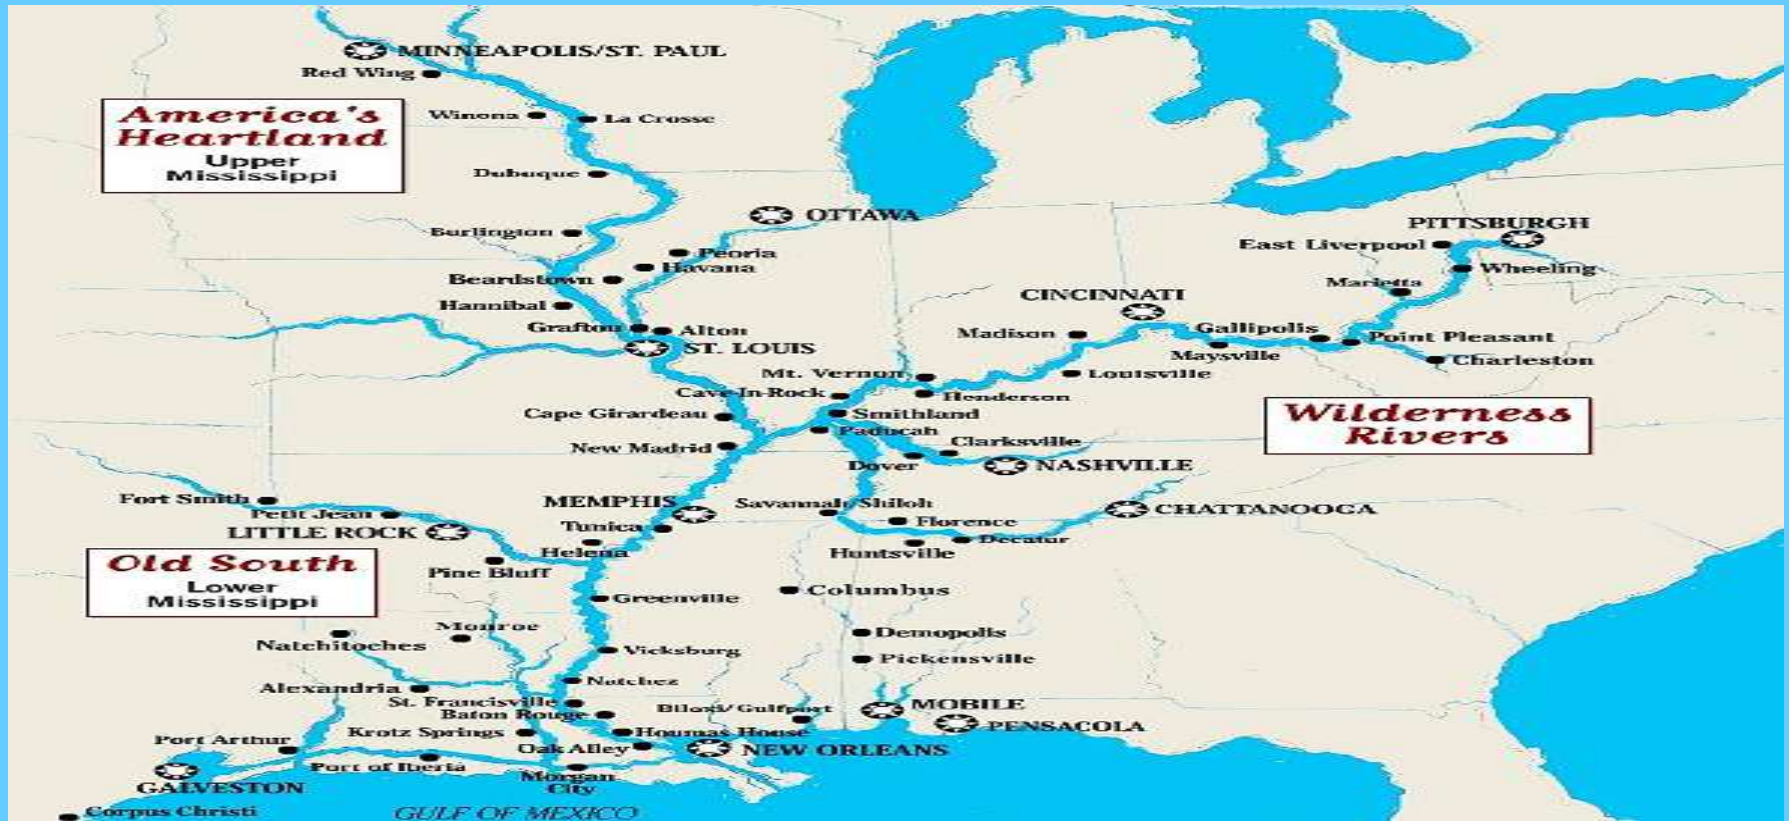 MINNEAPOLIS/ST. PAUL
Red Wing
America's
Heartland
Upper
Mississippi
Winona
La Crosse
Dubuque
OTTAWA
Burlington
Peoria
Havana
Beardstown
Hannibal
Grafton
Alton
ST. LOUIS
PITTSBURGH
East Liverpool
Wheeling
Marietta
CINCINNATI
Madison
Gallipolis
Point Pleasant
Maysville
Charleston
Louisville
Mt. Vernon
Cave-In-Rock
Henderson
Cape Girardeau
Smithland
Paducah
New Madrid
Clarksville
Dover
NASHVILLE
Wilderness
Rivers
Fort Smith
Petit Jean
LITTLE ROCK
MEMPHIS
Savannah/Shiloh
CHATTANOOGA
Tunica
Florence
Helena
Huntsville
Decatur
Pine Bluff
Old South
Lower
Mississippi
Greenville
Columbus
Monroe
Natchitoches
Demopolis
Vicksburg
Pickensville
Alexandria
Natchez
St. Francisville
Baton Rouge
Biloxi/Gulfport
MOBILE
PENSACOLA
Krotz Springs
Houmas House
Port Arthur
Oak Alley
NEW ORLEANS
Port of Iberia
Morgan
City
GALVESTON
Corpus Christi
GULF OF MEXICO